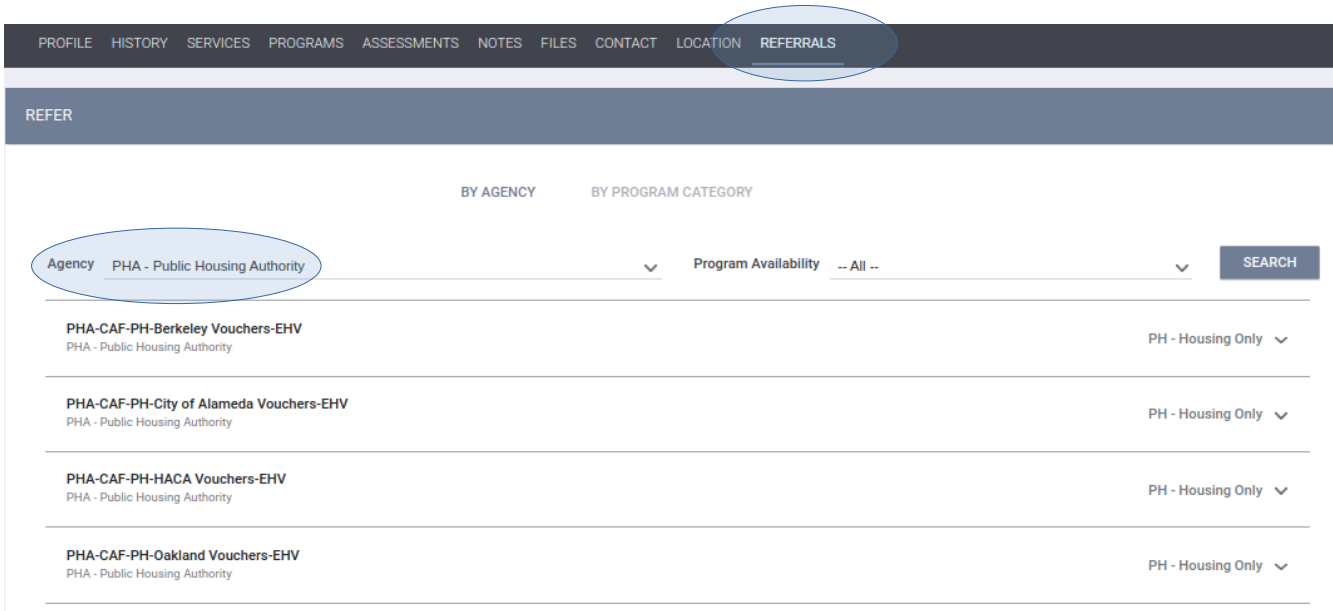 PROFILE HISTORY SERVICES PROGRAMS ASSESSMENTS NOTES FILES CONTACT LOCATION REFERRALS
REFER
BY AGENCY BY PROGRAM CATEGORY
Agency PHA - Public Housing Authority Program Availability -- All -- SEARCH
PHA-CAF-PH-Berkeley Vouchers-EHV
PHA - Public Housing Authority
PH - Housing Only
PHA-CAF-PH-City of Alameda Vouchers-EHV
PHA - Public Housing Authority
PH - Housing Only
PHA-CAF-PH-HACA Vouchers-EHV
PHA - Public Housing Authority
PH - Housing Only
PHA-CAF-PH-Oakland Vouchers-EHV
PHA - Public Housing Authority
PH - Housing Only